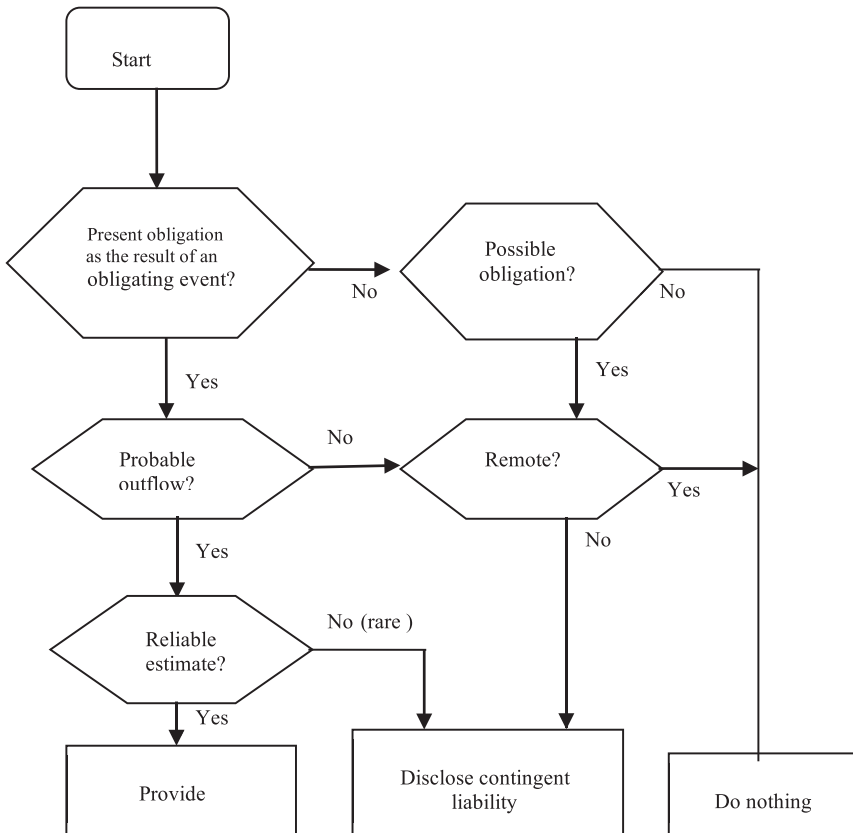 Start
Present obligation
as the result of an
obligating event?
Possible
obligation?
No
No
Yes
Yes
Probable
outflow?
No
Remote?
Yes
No
Yes
Reliable
estimate?
No (rare )
Yes
Provide
Disclose contingent
liability
Do nothing